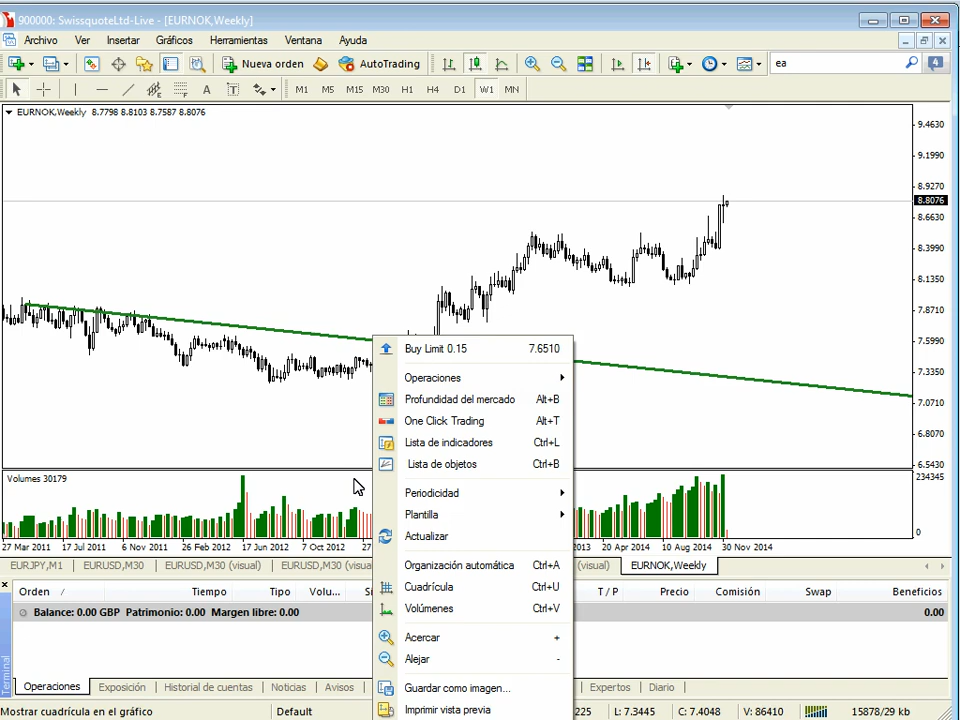 900000: SwissquoteLtd-Live - [EURNOK,Weekly]
Archivo Ver Insertar Gráficos Herramientas Ventana Ayuda
Nueva orden AutoTrading ea 4
A T M1 M5 M15 M30 H1 H4 D1 W1 MN
EURNOK,Weekly 8.7798 8.8103 8.7587 8.8076
9.4630
9.1990
8.9270
8.8076
8.6630
8.3990
8.1350
7.8710
7.5990
7.3350
7.0710
6.8070
6.5430
Buy Limit 0.15 7.6510
Operaciones
Profundidad del mercado Alt+B
One Click Trading Alt+T
Lista de indicadores Ctrl+L
Lista de objetos Ctrl+B
Periodicidad
Plantilla
Actualizar
Organización automática Ctrl+A
Cuadrícula Ctrl+U
Volúmenes Ctrl+V
Acercar +
Alejar -
Guardar como imagen...
Imprimir vista previa
Volumes 30179
234345
0
27 Mar 2011 17 Jul 2011 6 Nov 2011 26 Feb 2012 17 Jun 2012 7 Oct 2012 27 2013 20 Apr 2014 10 Aug 2014 30 Nov 2014
EURJPY,M1 EURUSD,M30 EURUSD,M30 (visual) EURUSD,M30 (visua (visual) EURNOK,Weekly
Orden / Tiempo Tipo Volu... S T / P Precio Comisión Swap Beneficios
Balance: 0.00 GBP Patrimonio: 0.00 Margen libre: 0.00 0.00
Terminal
Operaciones Exposición Historial de cuentas Noticias Avisos Expertos Diario
Mostrar cuadrícula en el gráfico Default 225 L: 7.3445 C: 7.4048 V: 86410 15878/29 kb